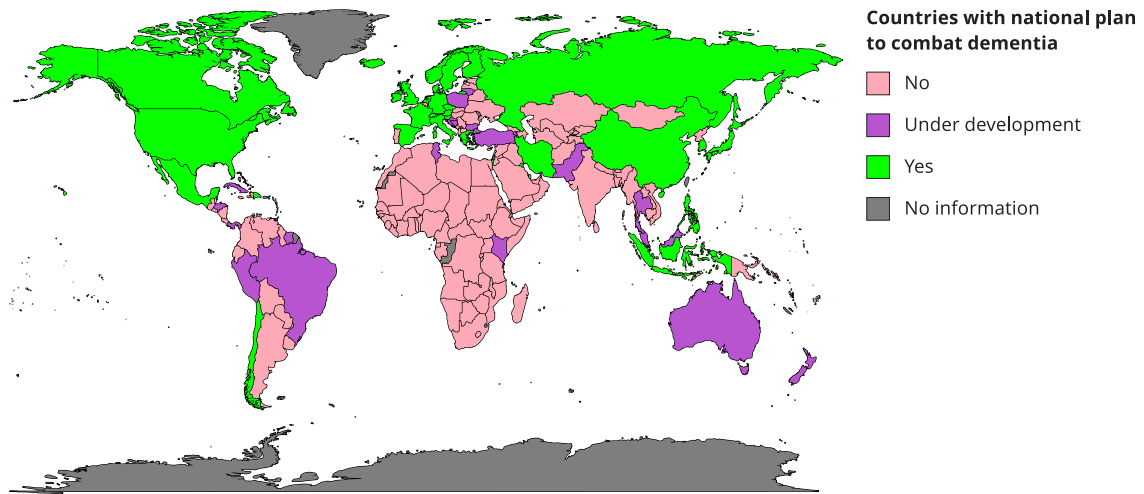 Countries with national plan
to combat dementia
No
Under development
Yes
No information